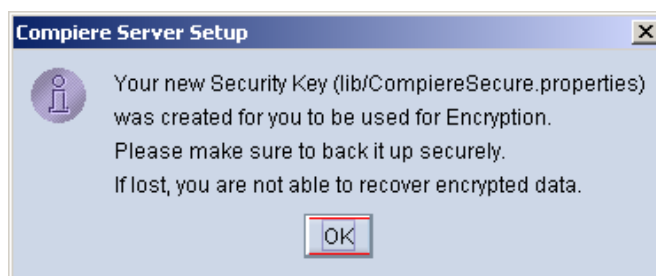 Compiere Server Setup
Your new Security Key (lib/CompiereSecure.properties)
was created for you to be used for Encryption.
Please make sure to back it up securely.
If lost, you are not able to recover encrypted data.
OK